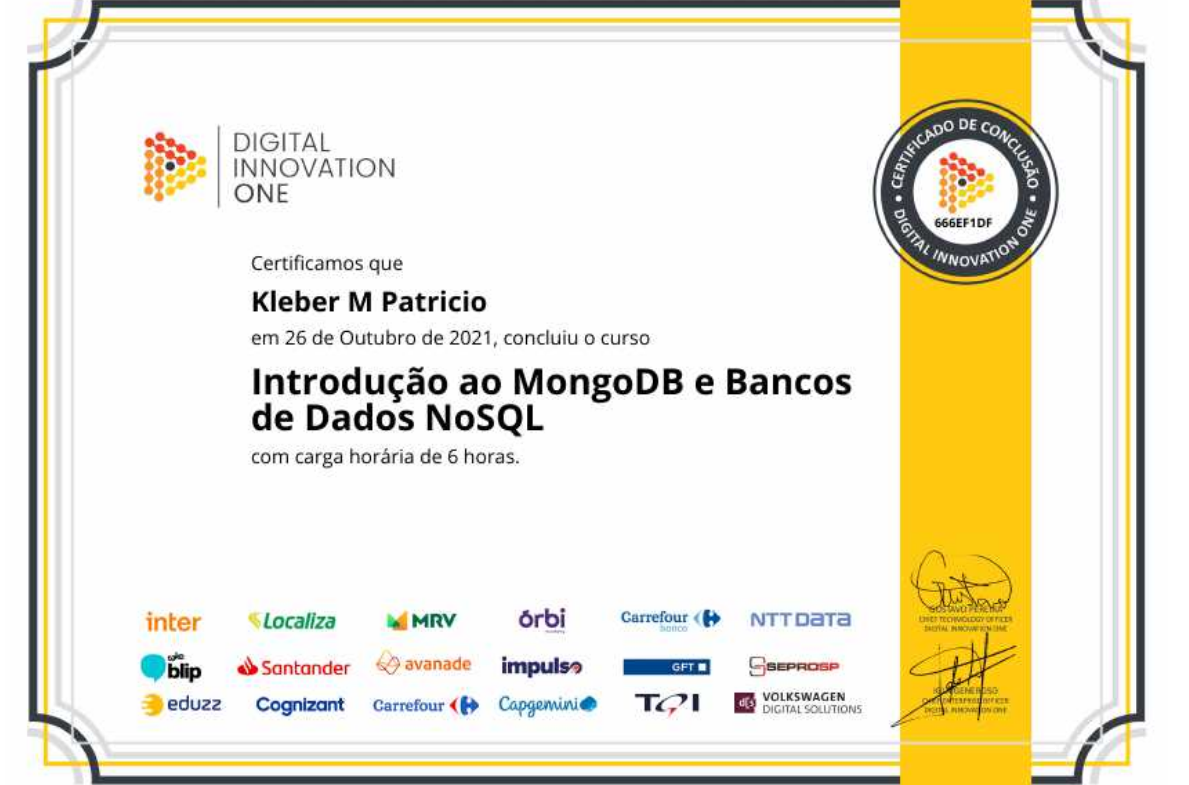 DIGITAL
INNOVATION
ONE
CERTIFICADO DE CONCLUSÃO
666EF1DF
DIGITAL INNOVATION ONE
Certificamos que
Kleber M Patricio
em 26 de Outubro de 2021, concluiu o curso
Introdução ao MongoDB e Bancos
de Dados NoSQL
com carga horária de 6 horas.
inter Localiza MRV órbi Carrefour banco NTT DATA
blip Santander avanade impulso GFT SEPROSP
eduzz Cognizant Carrefour Capgemini TQI d[s] VOLKSWAGEN
DIGITAL SOLUTIONS
GUSTAVO PEREIRA
CHIEF TECHNOLOGY OFFICER
DIGITAL INNOVATION ONE
GENEROSO
OFFICER
DIGITAL INNOVATION ONE